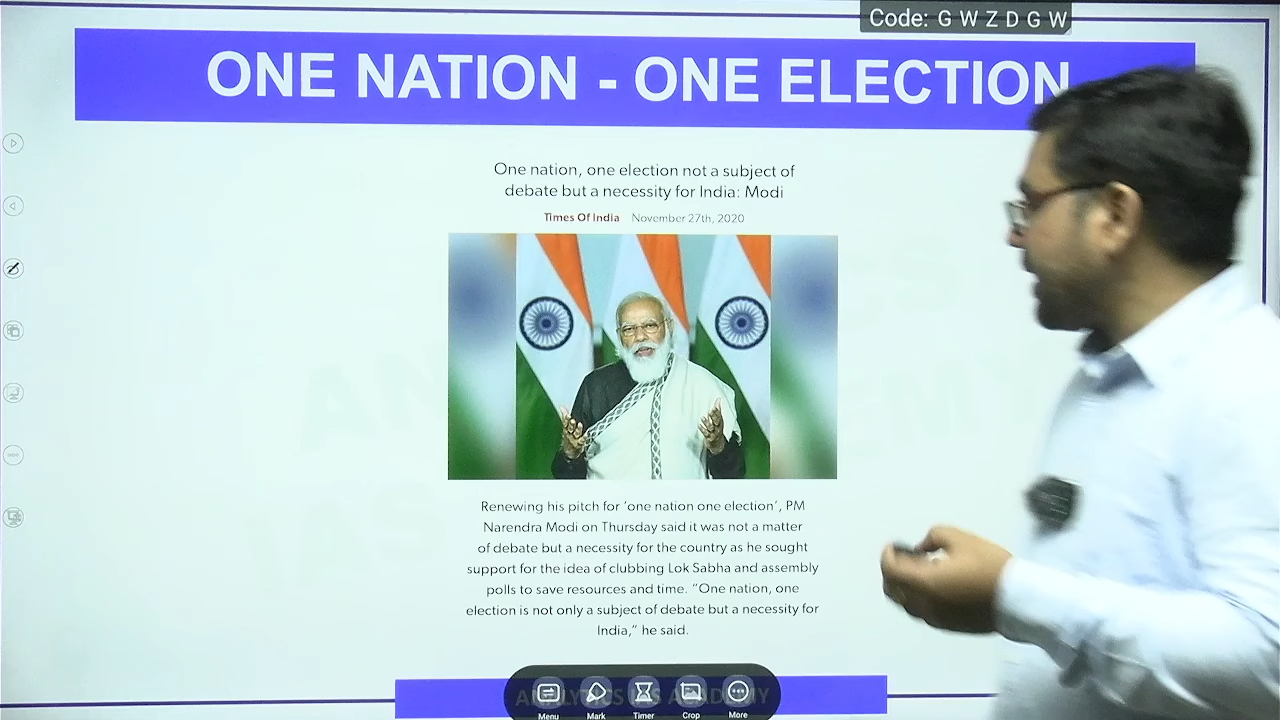 Code: G W Z D G W
ONE NATION - ONE ELECTION
One nation, one election not a subject of
debate but a necessity for India: Modi
Times Of India November 27th, 2020
Renewing his pitch for 'one nation one election', PM
Narendra Modi on Thursday said it was not a matter
of debate but a necessity for the country as he sought
support for the idea of clubbing Lok Sabha and assembly
polls to save resources and time. "One nation, one
election is not only a subject of debate but a necessity for
India," he said.
ANALYTICS IAS ACADEMY
Menu Mark Timer Crop More